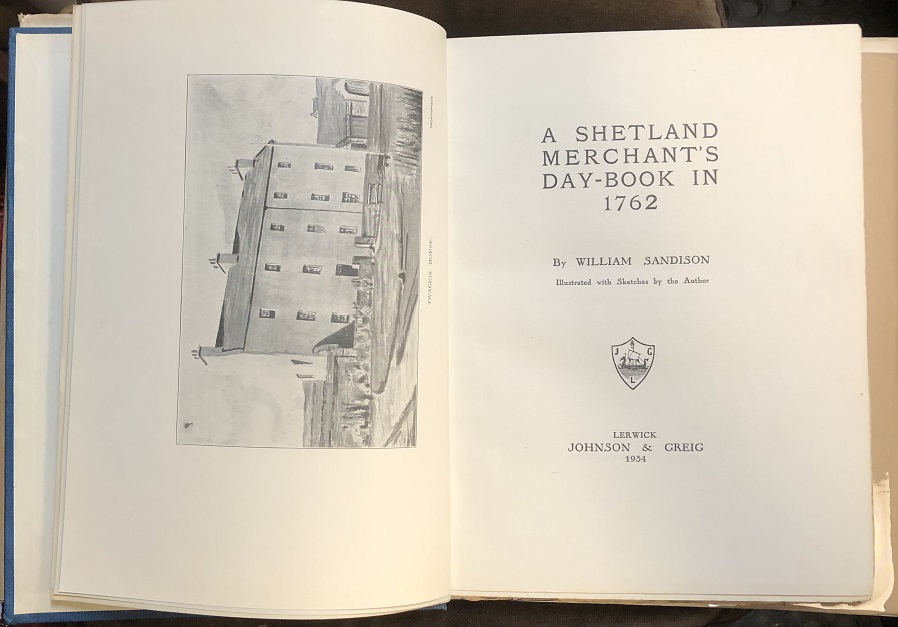 TWAGEOS HOUSE.
A SHETLAND
MERCHANT'S
DAY-BOOK IN
1762
By WILLIAM SANDISON
Illustrated with Sketches by the Author
J G
L
LERWICK
JOHNSON & GREIG
1934